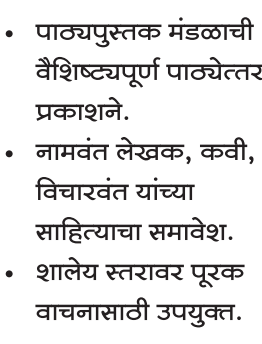 • पाठ्यपुस्तक मंडळाची
वैशिष्ट्यपूर्ण पाठ्येत्तर
प्रकाशने.
• नामवंत लेखक, कवी,
विचारवंत यांच्या
साहित्याचा समावेश.
• शालेय स्तरावर पूरक
वाचनासाठी उपयुक्त.